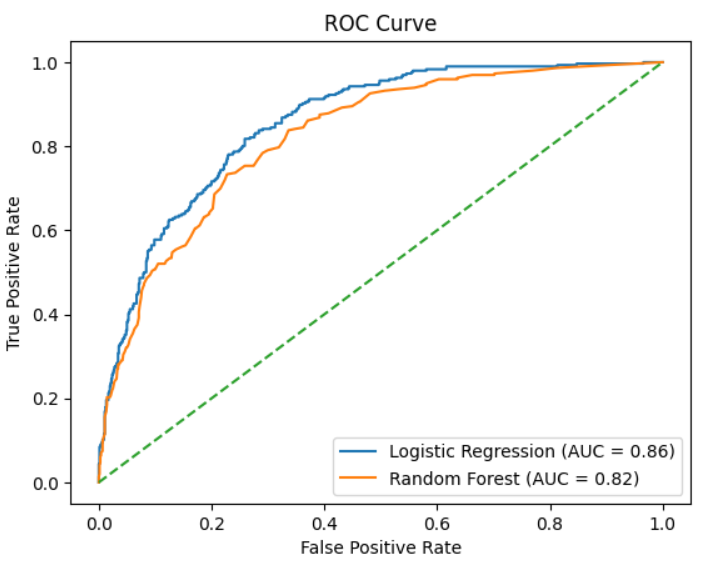 ROC Curve
1.0
0.8
0.6
0.4
0.2
0.0
True Positive Rate
Logistic Regression (AUC = 0.86)
Random Forest (AUC = 0.82)
0.0 0.2 0.4 0.6 0.8 1.0
False Positive Rate